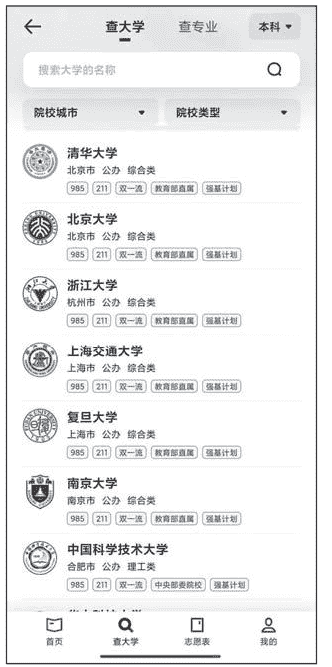 查大学 查专业 本科
搜索大学的名称
院校城市 院校类型
清华大学
北京市 公办 综合类
985 211 双一流 教育部直属 强基计划
北京大学
北京市 公办 综合类
985 211 双一流 教育部直属 强基计划
浙江大学
杭州市 公办 综合类
985 211 双一流 教育部直属 强基计划
上海交通大学
上海市 公办 综合类
985 211 双一流 教育部直属 强基计划
复旦大学
上海市 公办 综合类
985 211 双一流 教育部直属 强基计划
南京大学
南京市 公办 综合类
985 211 双一流 教育部直属 强基计划
中国科学技术大学
合肥市 公办 理工类
985 211 双一流 中央部委院校 强基计划
首页 查大学 志愿表 我的